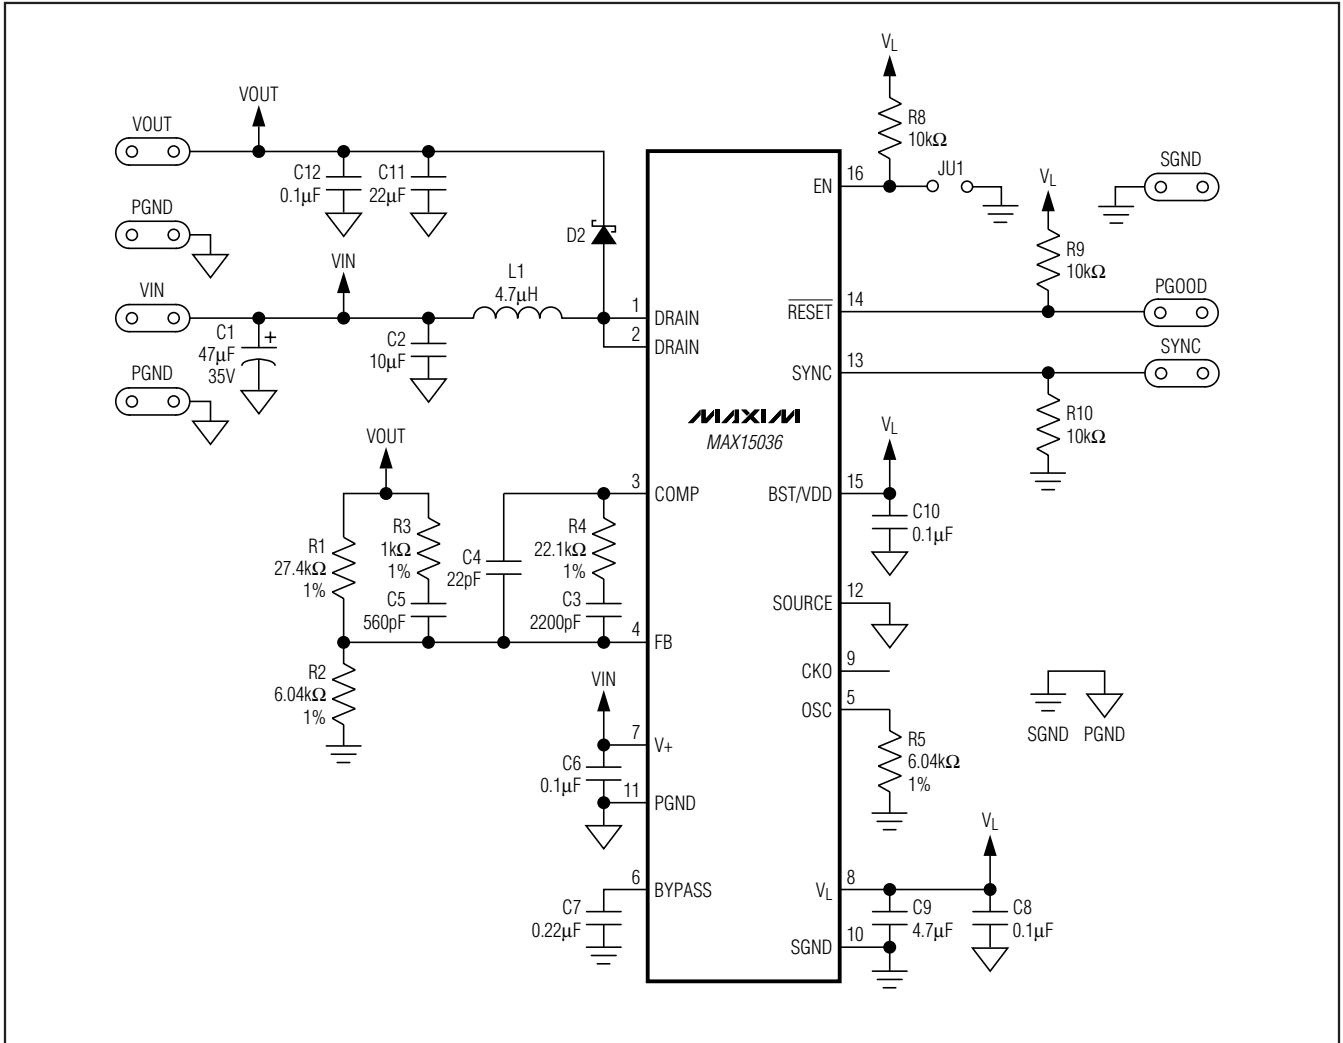 VOUT
VOUT
C12
0.1µF
C11
22µF
PGND
D2
VIN
VIN
L1
4.7µH
C1
47µF
35V
+
C2
10µF
PGND
1
DRAIN
2
DRAIN
VOUT
3
COMP
R1
27.4kΩ
1%
R3
1kΩ
1%
C5
560pF
C4
22pF
R4
22.1kΩ
1%
C3
2200pF
4
FB
R2
6.04kΩ
1%
VIN
7
V+
C6
0.1µF
11
PGND
6
BYPASS
C7
0.22µF
MAXIM
MAX15036
VL
R8
10kΩ
EN
16
JU1
SGND
VL
R9
10kΩ
RESET
14
PGOOD
SYNC
13
SYNC
R10
10kΩ
VL
BST/VDD
15
C10
0.1µF
SOURCE
12
CKO
9
OSC
5
R5
6.04kΩ
1%
SGND
PGND
VL
VL
8
C9
4.7µF
C8
0.1µF
SGND
10